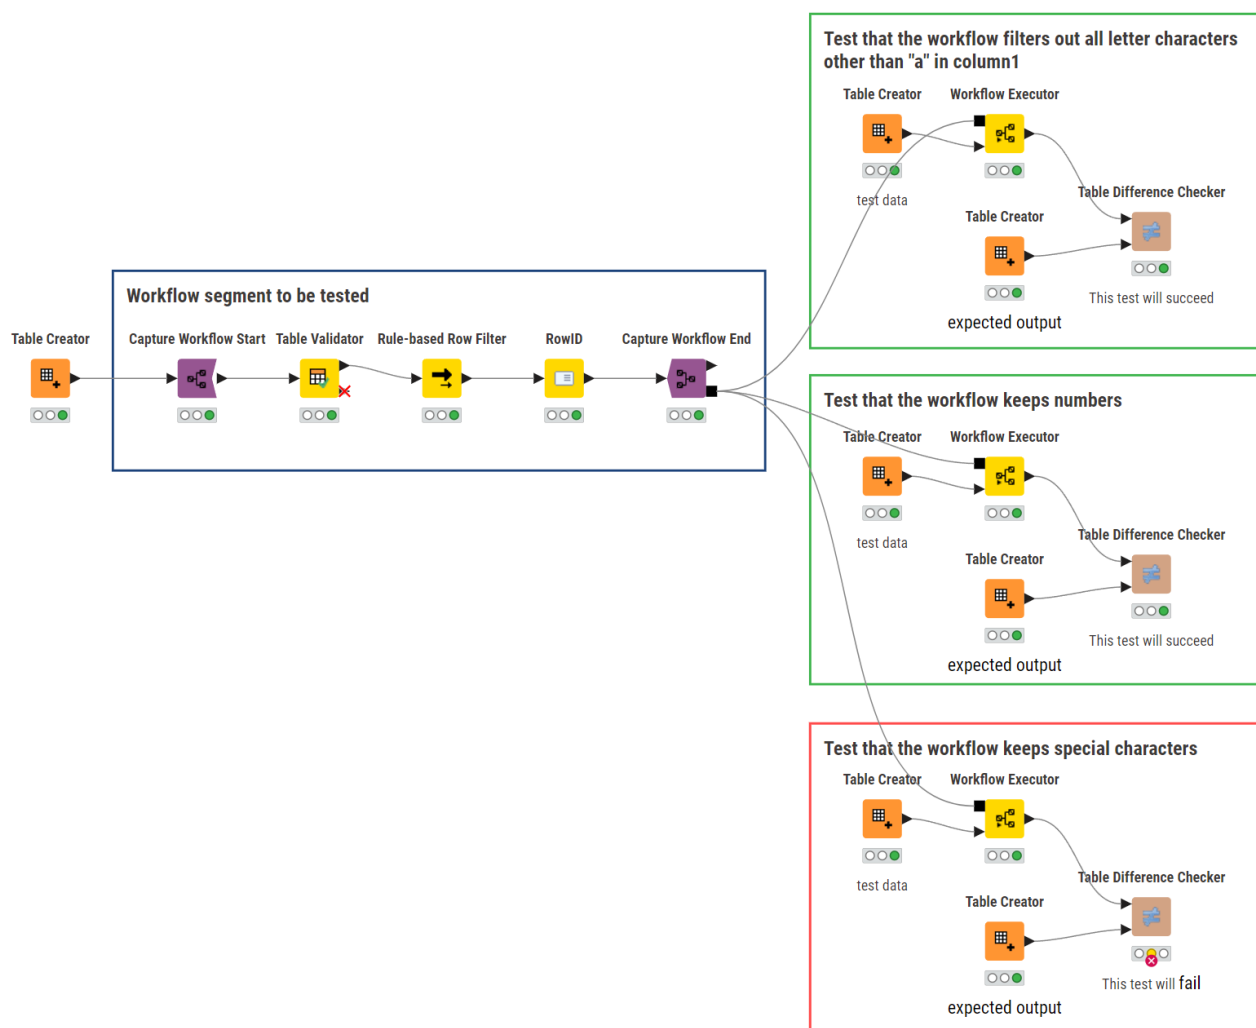 Test that the workflow filters out all letter characters
other than "a" in column1
Table Creator
Workflow Executor
test data
Table Difference Checker
Table Creator
This test will succeed
expected output
Workflow segment to be tested
Table Creator
Capture Workflow Start
Table Validator
Rule-based Row Filter
RowID
Capture Workflow End
Test that the workflow keeps numbers
Table Creator
Workflow Executor
test data
Table Difference Checker
Table Creator
This test will succeed
expected output
Test that the workflow keeps special characters
Table Creator
Workflow Executor
test data
Table Difference Checker
Table Creator
This test will fail
expected output